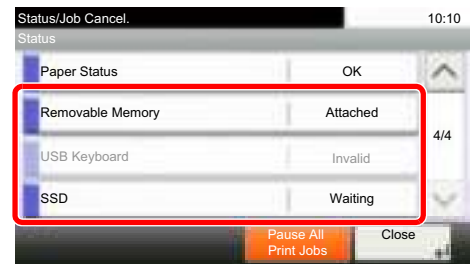 Status/Job Cancel. 10:10
Status
Paper Status OK
Removable Memory Attached
4/4
USB Keyboard Invalid
SSD Waiting
Pause All
Print Jobs
Close